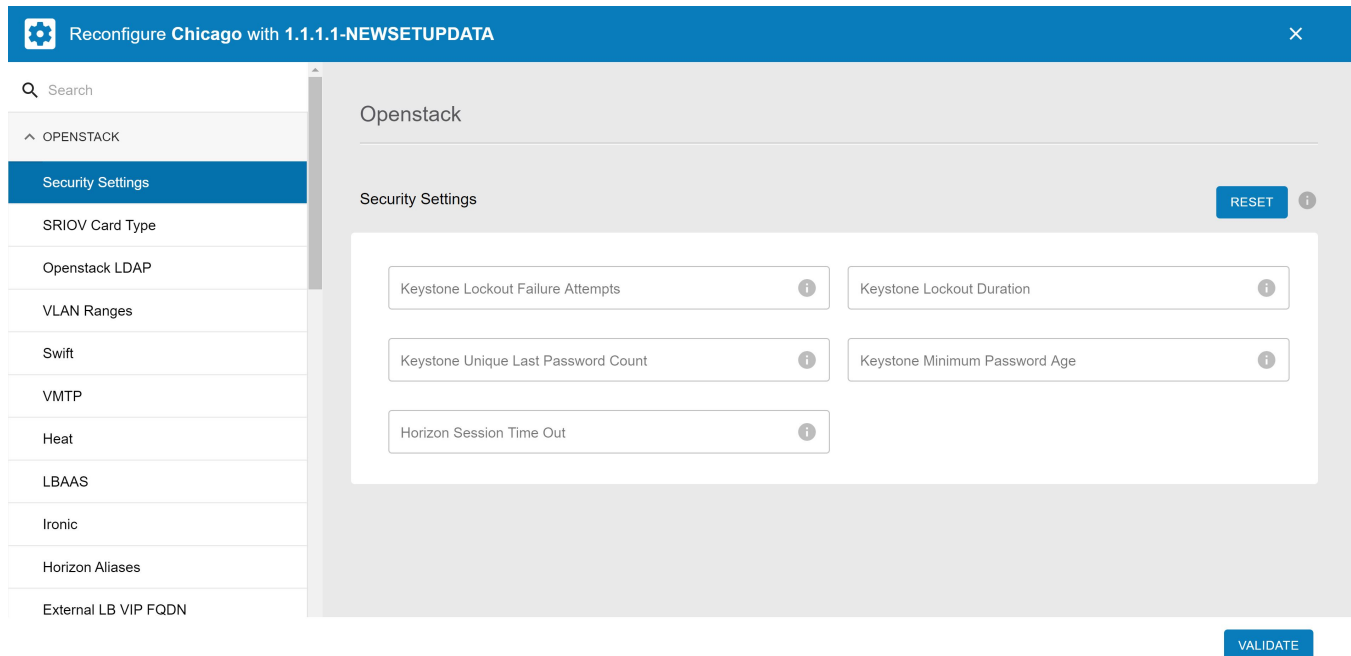 Reconfigure Chicago with 1.1.1.1-NEWSETUPDATA
Search
OPENSTACK
Security Settings
SRIOV Card Type
Openstack LDAP
VLAN Ranges
Swift
VMTP
Heat
LBAAS
Ironic
Horizon Aliases
External LB VIP FQDN
Openstack
Security Settings
RESET
Keystone Lockout Failure Attempts
Keystone Lockout Duration
Keystone Unique Last Password Count
Keystone Minimum Password Age
Horizon Session Time Out
VALIDATE